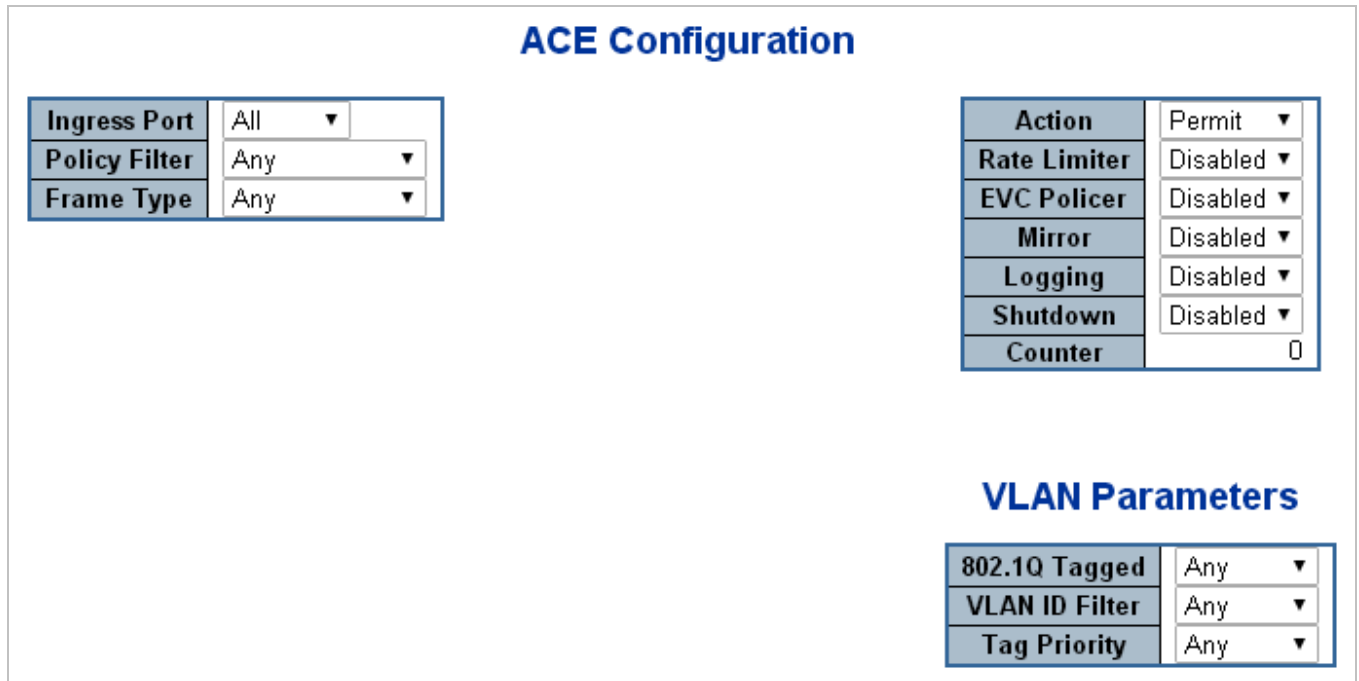 ACE Configuration
Ingress Port All
Policy Filter Any
Frame Type Any
Action Permit
Rate Limiter Disabled
EVC Policer Disabled
Mirror Disabled
Logging Disabled
Shutdown Disabled
Counter 0
VLAN Parameters
802.1Q Tagged Any
VLAN ID Filter Any
Tag Priority Any